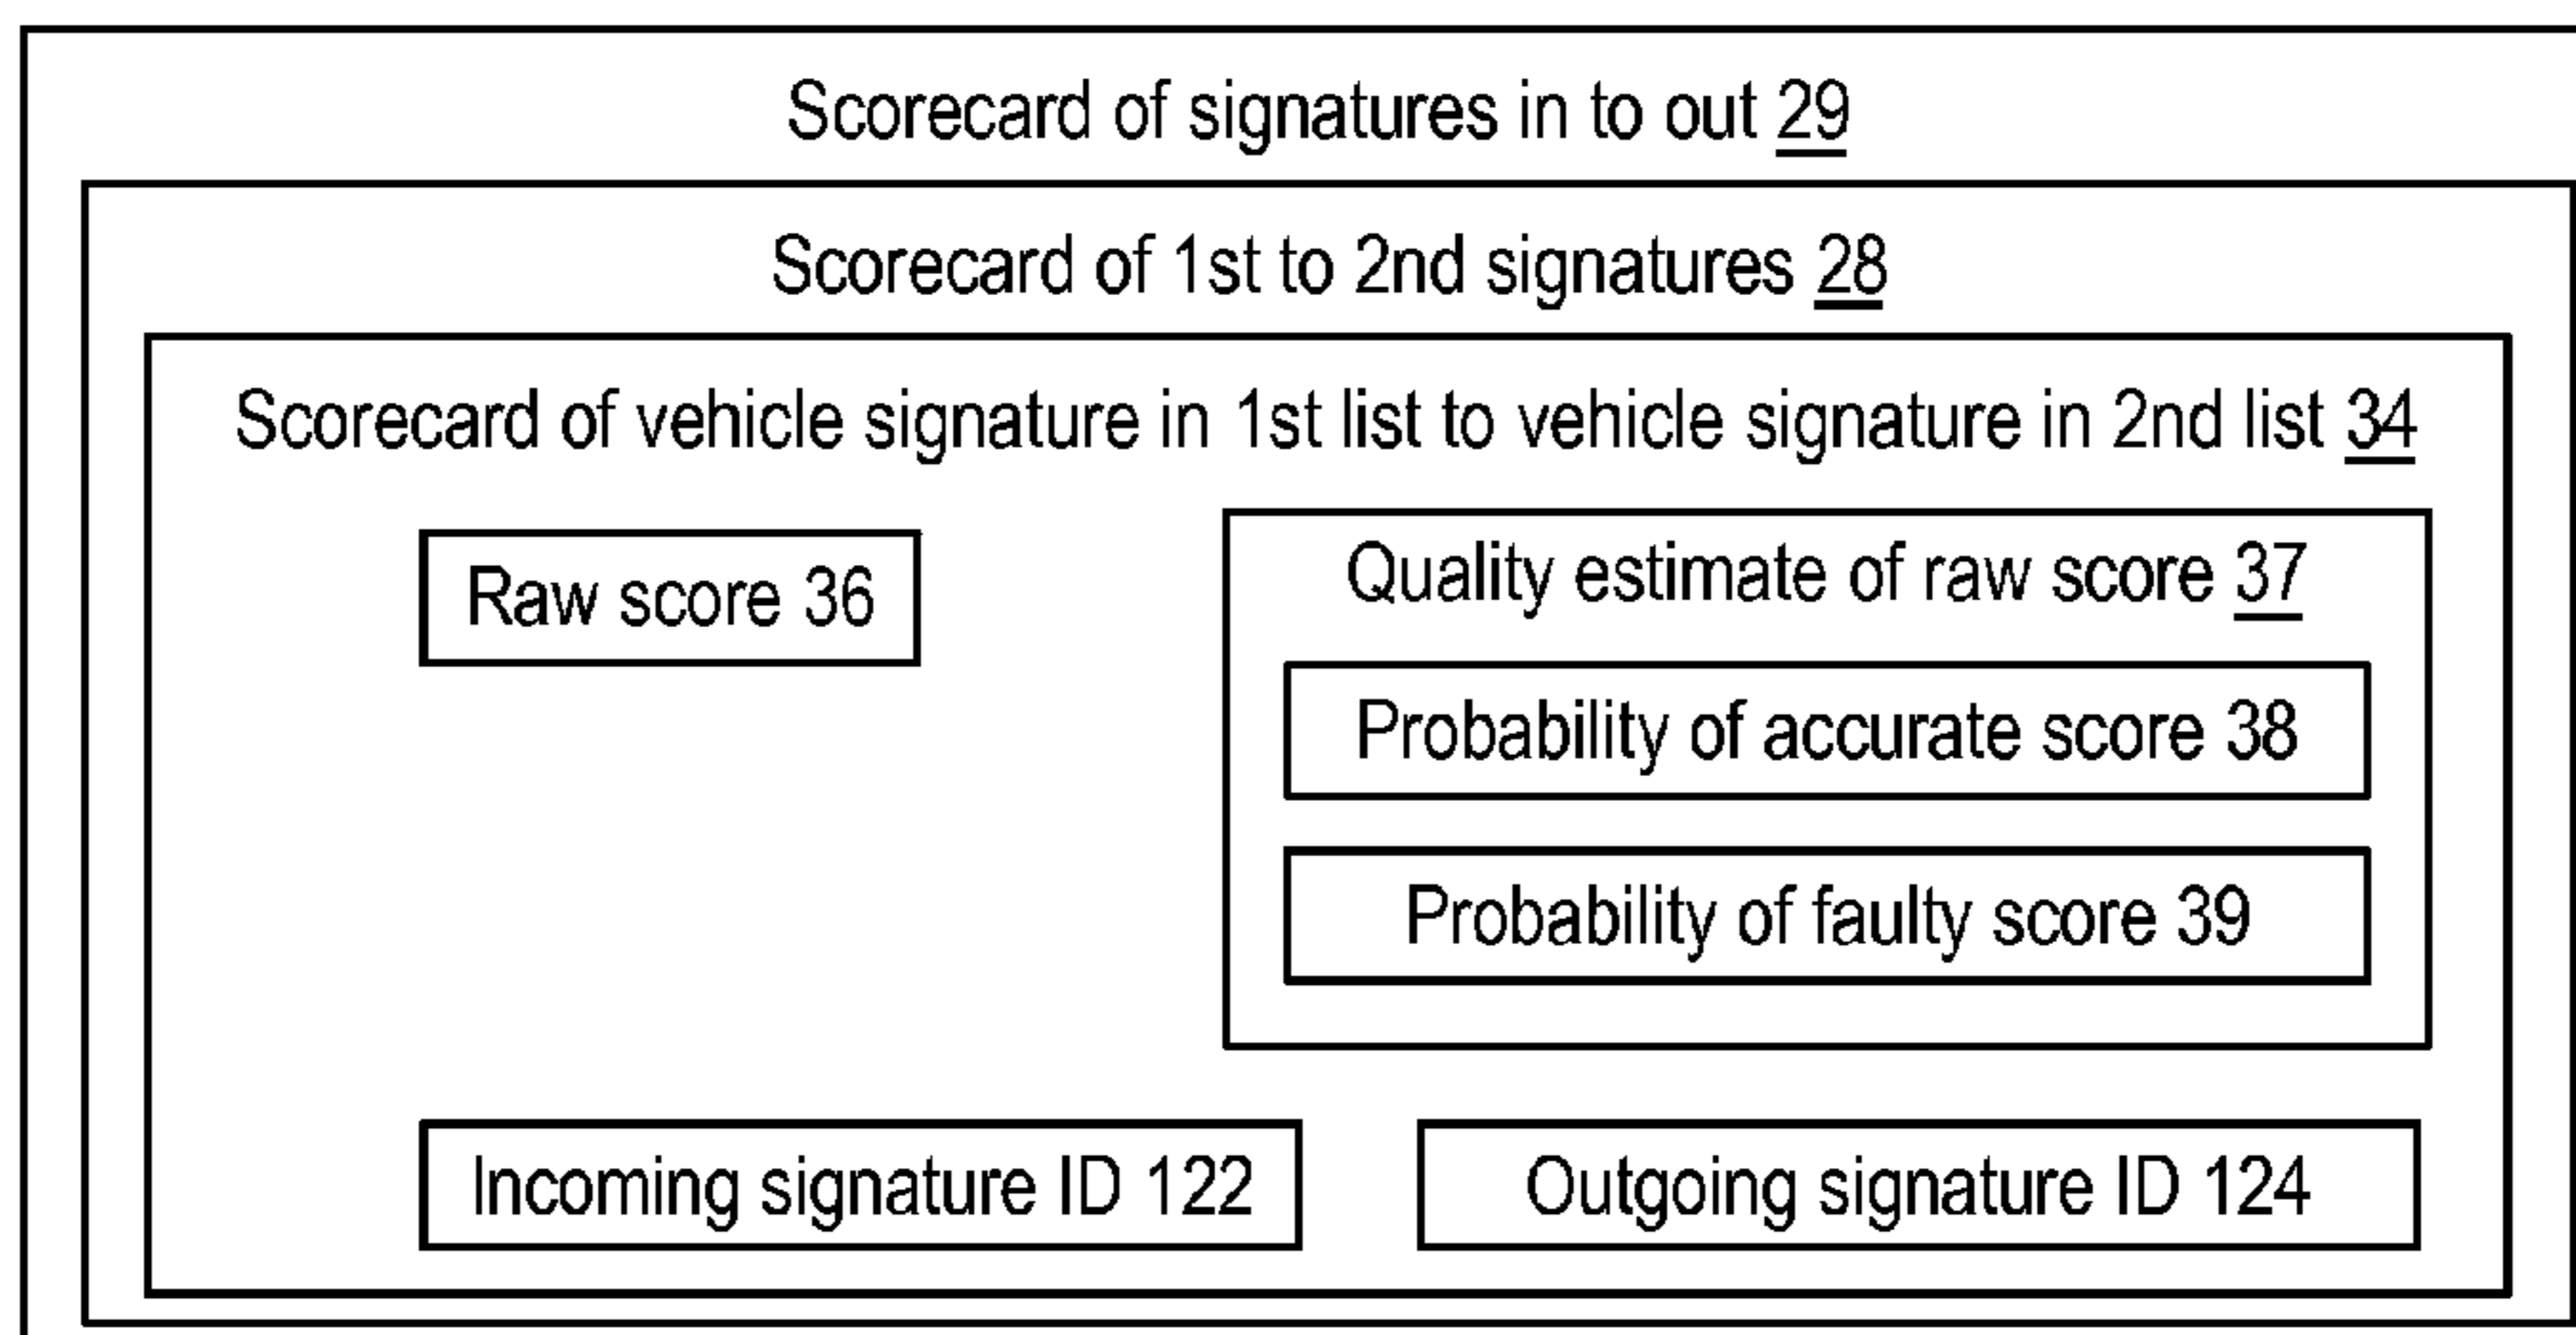 Scorecard of signatures in to out 29
Scorecard of 1st to 2nd signatures 28
Scorecard of vehicle signature in 1st list to vehicle signature in 2nd list 34
Raw score 36
Quality estimate of raw score 37
Probability of accurate score 38
Probability of faulty score 39
Incoming signature ID 122
Outgoing signature ID 124